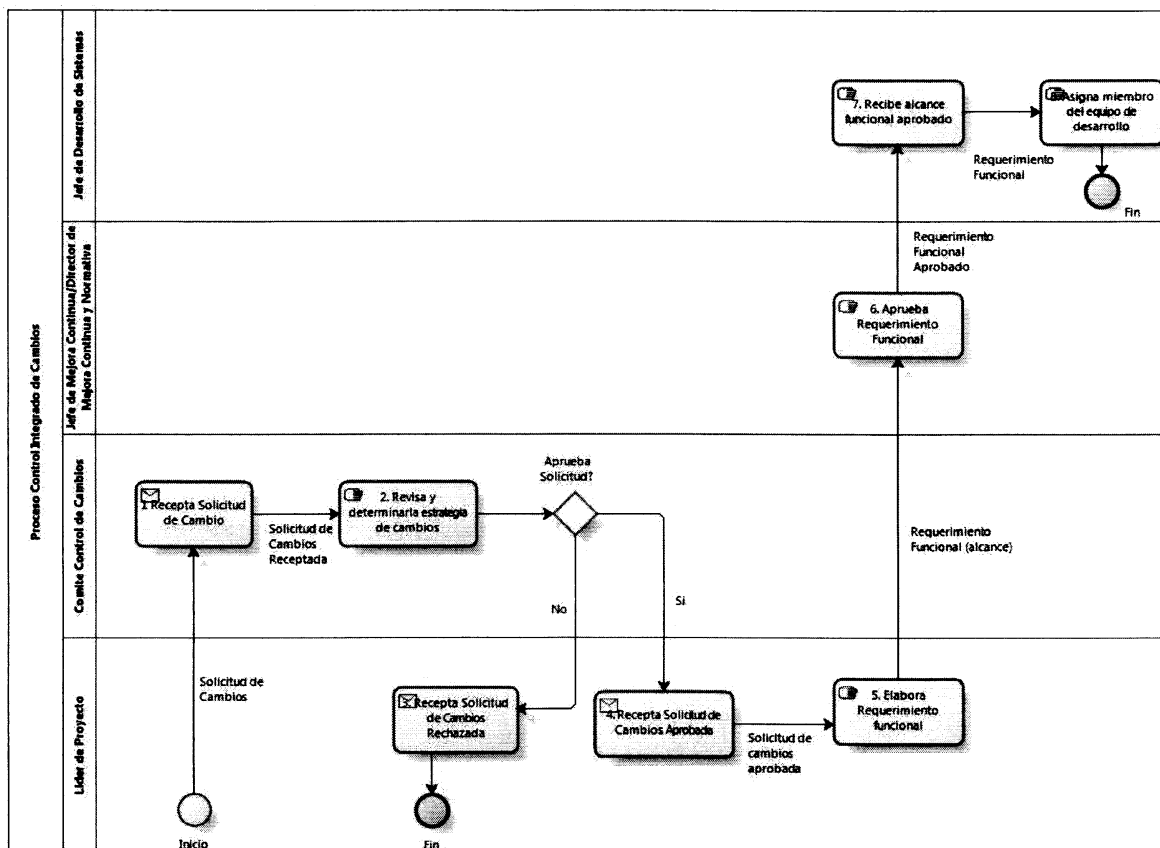 Proceso Control Integrado de Cambios
Jefe de Desarrollo de Sistemas
7. Recibe alcance
funcional aprobado
Requerimiento
Funcional
Asigna miembro
del equipo de
desarrollo
Fin
Jefe de Mejora Continua/Director de
Mejora Continua y Normativa
Requerimiento
Funcional
Aprobado
6. Aprueba
Requerimiento
Funcional
Comite Control de Cambios
1 Recepta Solicitud
de Cambio
Solicitud de
Cambios
Receptada
2. Revisa y
determinarla estrategia
de cambios
Aprueba
Solicitud?
No
Si
Requerimiento
Funcional (alcance)
Lider de Proyecto
Solicitud de
Cambios
Inicio
3. Recepta Solicitud
de Cambios
Rechazada
Fin
4. Recepta Solicitud de
Cambios Aprobada
Solicitud de
cambios
aprobada
5. Elabora
Requerimiento
funcional